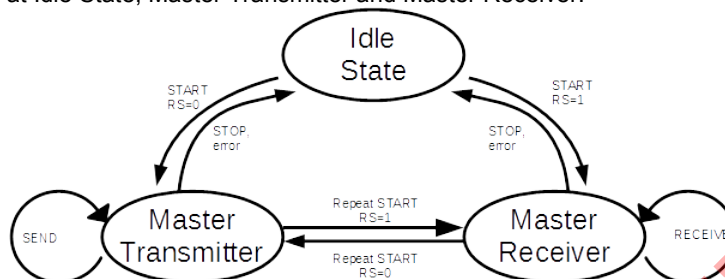 at Idle State, Master Transmitter and Master Receiver.
Idle
State
START
RS=0
START
RS=1
STOP,
error
STOP,
error
Master
Transmitter
Repeat START
RS=1
Master
Receiver
SEND
RECEIVE
Repeat START
RS=0